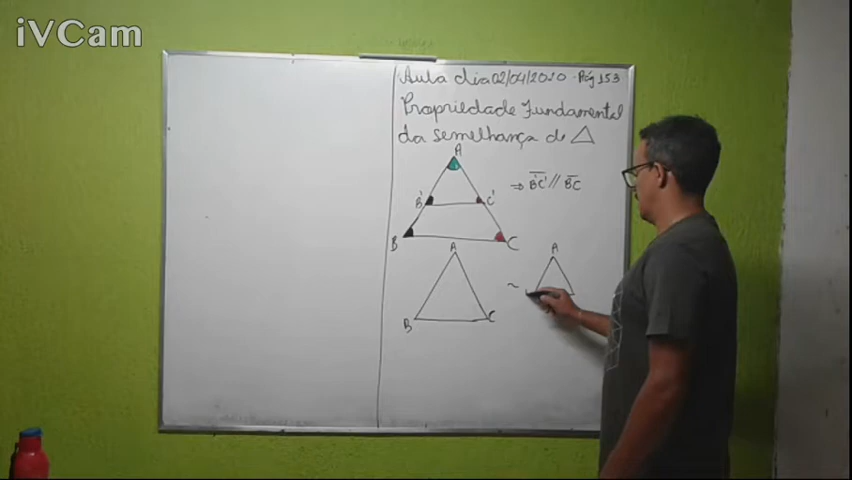 iVCam
Aula dia 02/04/2020 - Pág 153
Propriedade Fundamental
da semelhança de △
A
B' C'
⇒ B'C' // BC
B C
A A
~
B C